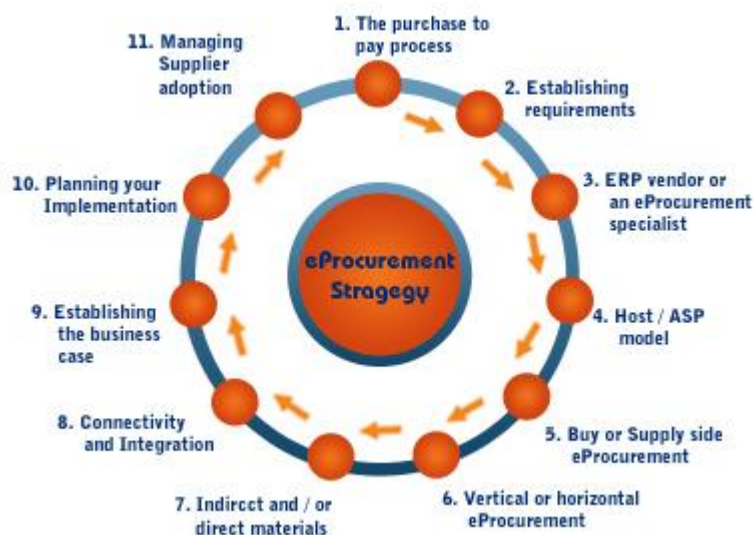 1. The purchase to
pay process
2. Establishing
requirements
3. ERP vendor or
an eProcurement
specialist
4. Host / ASP
model
5. Buy or Supply side
eProcurement
6. Vertical or horizontal
eProcurement
7. Indircct and / or
direct materials
8. Connectivity
and Integration
9. Establishing
the business
case
10. Planning your
Implementation
11. Managing
Supplier
adoption
eProcurement
Stragegy